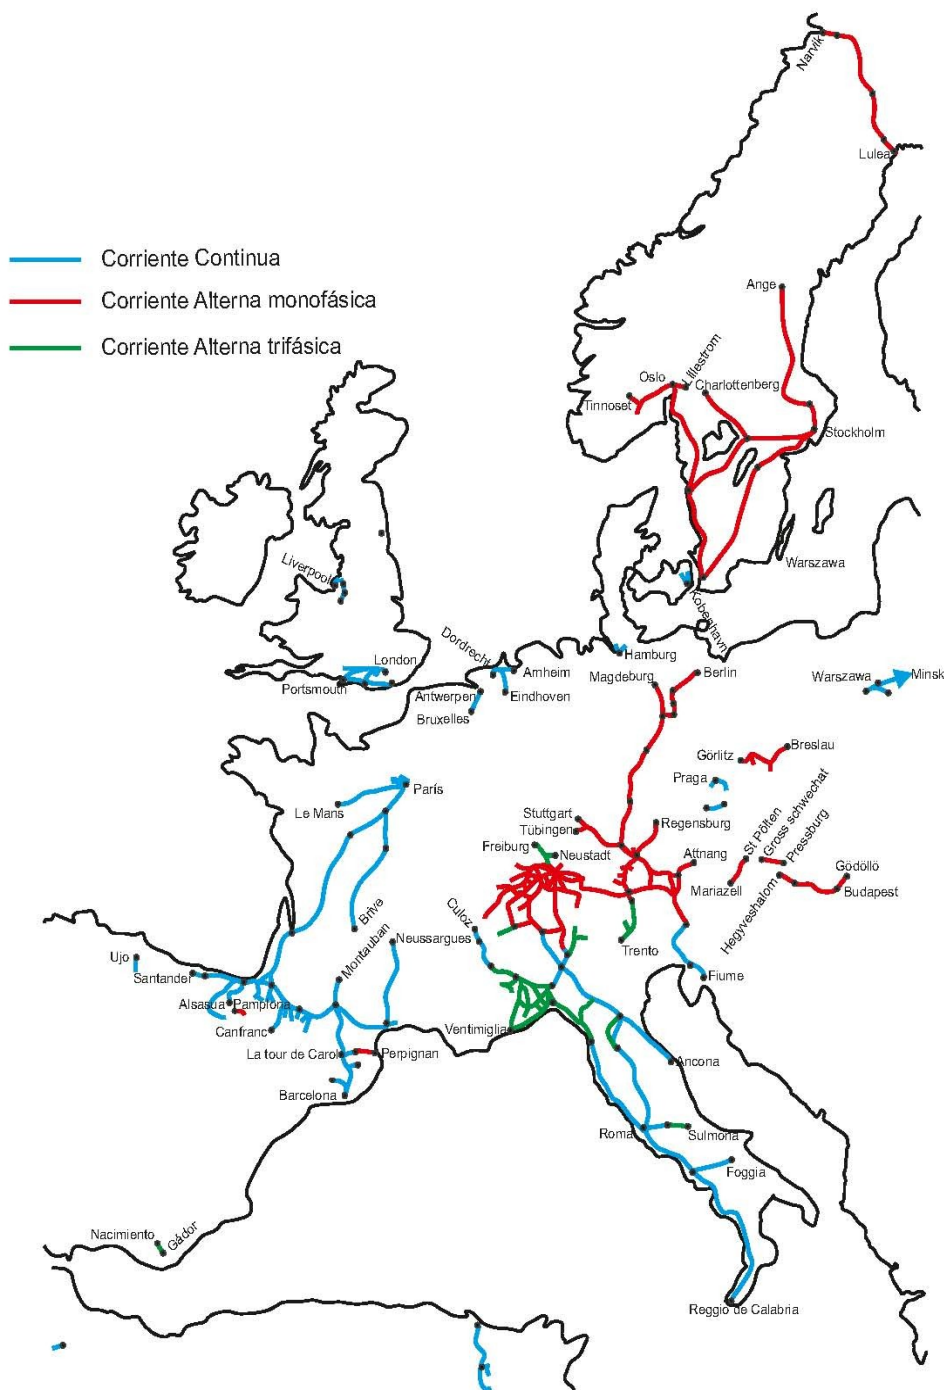 Narvik
Lulea
Corriente Continua
Corriente Alterna monofásica
Corriente Alterna trifásica
Ange
Oslo
Lillestrom
Charlottenberg
Tinnoset
Stockholm
Liverpool
Warszawa
Kobenhavn
Dordrecht
Hamburg
London
Arnheim
Magdeburg
Berlin
Portsmouth
Antwerpen
Eindhoven
Warszawa
Minsk
Bruxelles
Görlitz
Breslau
Praga
París
Le Mans
Stuttgart
Tübingen
Regensburg
St Pölten
Gross schwechat
Pressburg
Freiburg
Neustadt
Attnang
Gödöllö
Mariazell
Budapest
Brive
Culoz
Hegyveshalom
Montauban
Neussargues
Trento
Ujo
Santander
Fiume
Alsasua
Pamplona
Canfranc
Ventimiglia
La tour de Carol
Perpignan
Ancona
Barcelona
Roma
Sulmona
Foggia
Nacimiento
Gádor
Reggio de Calabria